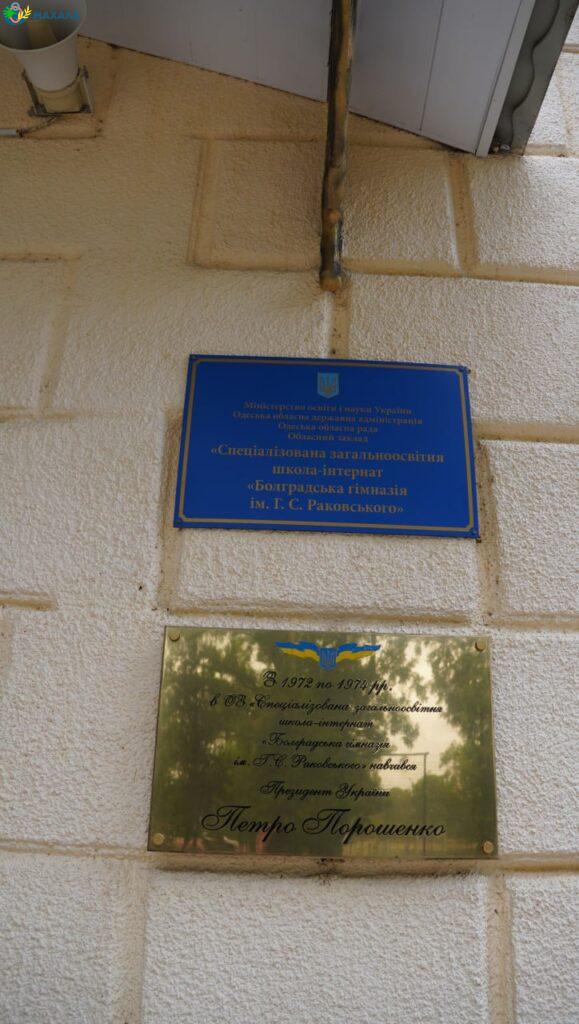 МАХАЛА
Міністерство освіти і науки України
Одеська обласна державна адміністрація
Одеська обласна рада
Обласний заклад
«Спеціалізована загальноосвітня
школа-інтернат
«Болградська гімназія
ім. Г. С. Раковського»
В 1972 по 1974 рр.
в ОЗ «Спеціалізована загальноосвітня
школа-інтернат
«Болградська гімназія
ім. Г.С. Раковського» навчався
Президент України
Петро Порошенко